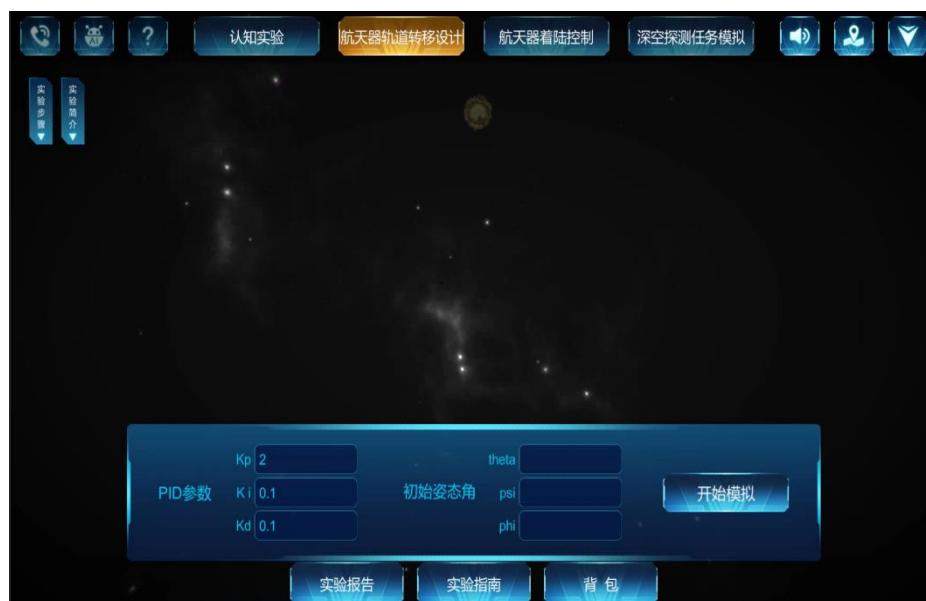 AI
?
认知实验
航天器轨道转移设计
航天器着陆控制
深空探测任务模拟
实验步骤
实验简介
Kp 2
theta
PID参数
Ki 0.1
初始姿态角
psi
开始模拟
Kd 0.1
phi
实验报告
实验指南
背 包